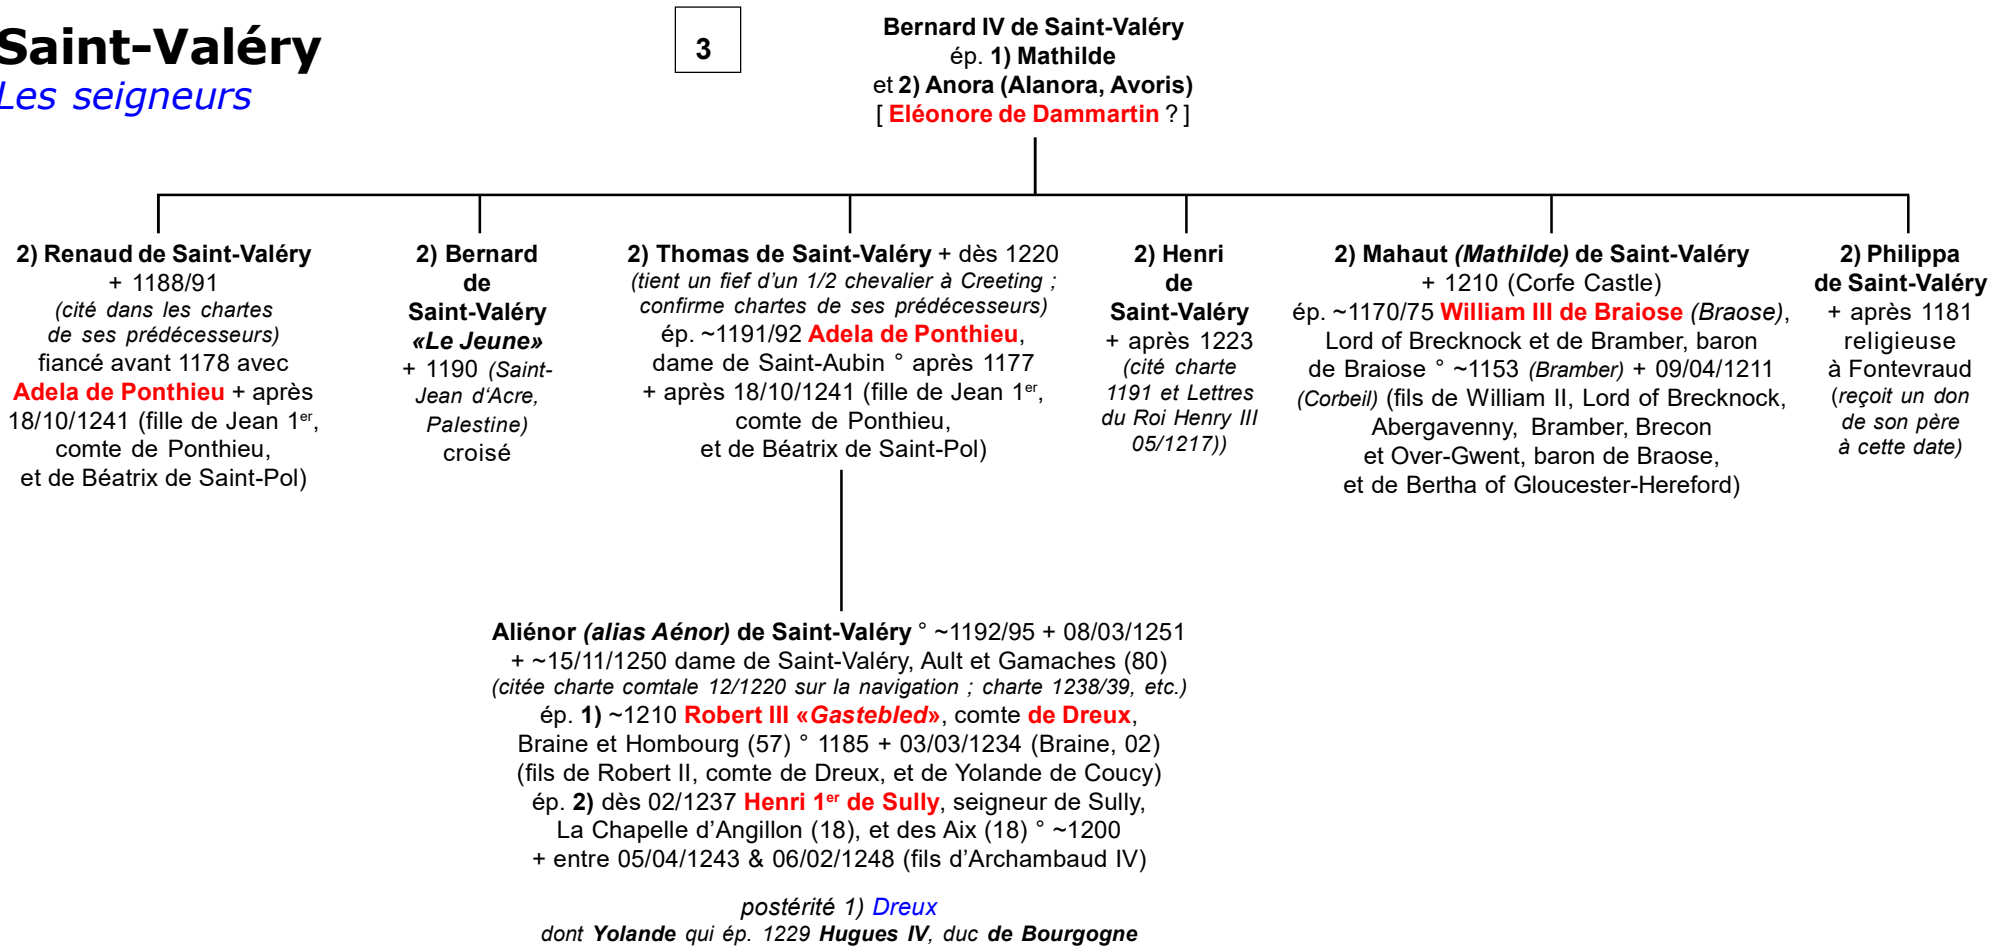 Saint-Valéry
Les seigneurs
3
Bernard IV de Saint-Valéry
ép. 1) Mathilde
et 2) Anora (Alanora, Avoris)
[ Eléonore de Dammartin ? ]
2) Renaud de Saint-Valéry
+ 1188/91
(cité dans les chartes
de ses prédécesseurs)
fiancé avant 1178 avec
Adela de Ponthieu + après
18/10/1241 (fille de Jean 1er,
comte de Ponthieu,
et de Béatrix de Saint-Pol)
2) Bernard
de
Saint-Valéry
«Le Jeune»
+ 1190 (Saint-
Jean d’Acre,
Palestine)
croisé
2) Thomas de Saint-Valéry + dès 1220
(tient un fief d’un 1/2 chevalier à Creeting ;
confirme chartes de ses prédécesseurs)
ép. ~1191/92 Adela de Ponthieu,
dame de Saint-Aubin ° après 1177
+ après 18/10/1241 (fille de Jean 1er,
comte de Ponthieu,
et de Béatrix de Saint-Pol)
2) Henri
de
Saint-Valéry
+ après 1223
(cité charte
1191 et Lettres
du Roi Henry III
05/1217))
2) Mahaut (Mathilde) de Saint-Valéry
+ 1210 (Corfe Castle)
ép. ~1170/75 William III de Braiose (Braose),
Lord of Brecknock et de Bramber, baron
de Braiose ° ~1153 (Bramber) + 09/04/1211
(Corbeil) (fils de William II, Lord of Brecknock,
Abergavenny, Bramber, Brecon
et Over-Gwent, baron de Braose,
et de Bertha of Gloucester-Hereford)
2) Philippa
de Saint-Valéry
+ après 1181
religieuse
à Fontevraud
(reçoit un don
de son père
à cette date)
Aliénor (alias Aénor) de Saint-Valéry ° ~1192/95 + 08/03/1251
+ ~15/11/1250 dame de Saint-Valéry, Ault et Gamaches (80)
(citée charte comtale 12/1220 sur la navigation ; charte 1238/39, etc.)
ép. 1) ~1210 Robert III «Gastebled», comte de Dreux,
Braine et Hombourg (57) ° 1185 + 03/03/1234 (Braine, 02)
(fils de Robert II, comte de Dreux, et de Yolande de Coucy)
ép. 2) dès 02/1237 Henri 1er de Sully, seigneur de Sully,
La Chapelle d’Angillon (18), et des Aix (18) ° ~1200
+ entre 05/04/1243 & 06/02/1248 (fils d’Archambaud IV)
postérité 1) Dreux
dont Yolande qui ép. 1229 Hugues IV, duc de Bourgogne